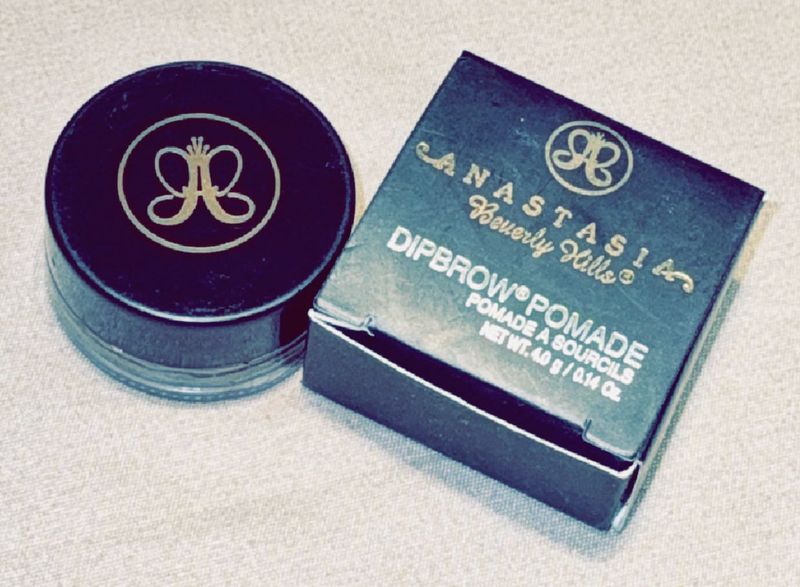 A
A
ANASTASIA
Beverly Hills®
DIPBROW® POMADE
POMADE À SOURCILS
NET WT. 4.0 g / 0.14 OZ.